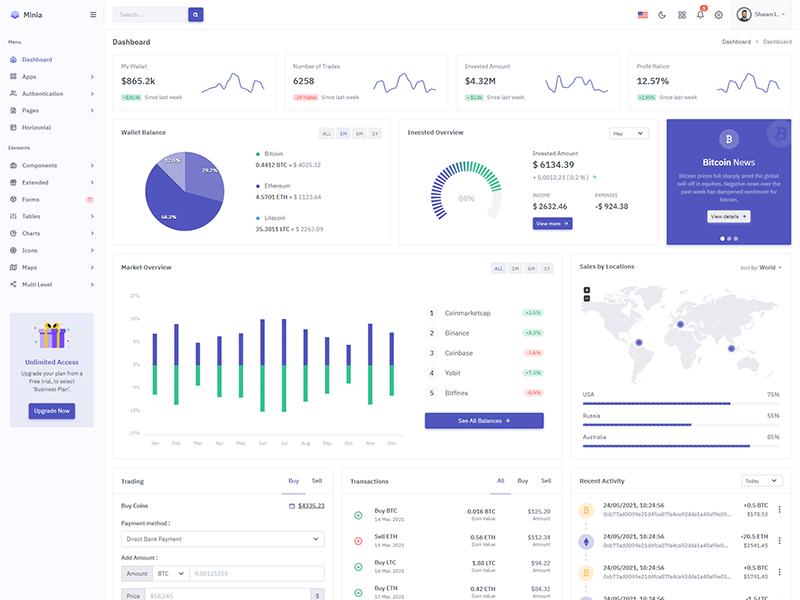 Minia
Search...
6
Shawn L.
Menu
Dashboard
Apps
Authentication
Pages
Horizontal
Elements
Components
Extended
Forms
7
Tables
Charts
Icons
Maps
Multi Level
Unlimited Access
Upgrade your plan from a
Free trial, to select
'Business Plan'.
Upgrade Now
Dashboard
Dashboard > Dashboard
My Wallet
$865.2k
+$20.9k Since last week
Number of Trades
6258
-29 Trades Since last week
Invested Amount
$4.32M
+ $2.8k Since last week
Profit Ration
12.57%
+2.95% Since last week
Wallet Balance
ALL 1M 6M 1Y
12.5%
29.2%
58.3%
Bitcoin
0.4412 BTC = $ 4025.32
Ethereum
4.5701 ETH = $ 1123.64
Litecoin
35.3811 LTC = $ 2263.09
Invested Overview
May
80%
Invested Amount
$ 6134.39
+ 0.0012.23 ( 0.2 % )
INCOME EXPENSES
$ 2632.46 -$ 924.38
View more
Bitcoin News
Bitcoin prices fell sharply amid the global
sell-off in equities. Negative news over the
past week has dampened sentiment for
bitcoin.
View details
Market Overview
ALL 1M 6M 1Y
27%
18%
9%
0%
-9%
-18%
-27%
Jan Feb Mar Apr May Jun Jul Aug Sep Oct Nov Dec
1 Coinmarketcap +2.5%
2 Binance +8.3%
3 Coinbase -3.6%
4 Yobit +7.1%
5 Bitfinex -0.9%
See All Balances
Sales by Locations
Sort By: World
USA 75%
Russia 55%
Australia 85%
Trading
Buy Sell
Buy Coins
$4335.23
Payment method :
Direct Bank Payment
Add Amount :
Amount BTC 0.00131255
Price $58,245 $
Transactions
All Buy Sell
Buy BTC 0.016 BTC $125.20
14 Mar, 2021 Coin Value Amount
Sell ETH 0.56 ETH $112.34
15 Mar, 2021 Coin Value Amount
Buy LTC 1.88 LTC $94.22
16 Mar, 2021 Coin Value Amount
Buy ETH 0.42 ETH $84.32
17 Mar, 2021 Coin Value Amount
Recent Activity
Today
24/05/2021, 18:24:56 +0.5 BTC
$178.53
24/05/2021, 18:24:56 -20.5 ETH
$3541.45
24/05/2021, 18:24:56 +0.5 BTC
$5791.45
24/05/2021, 18:24:56 -1.5 LTC